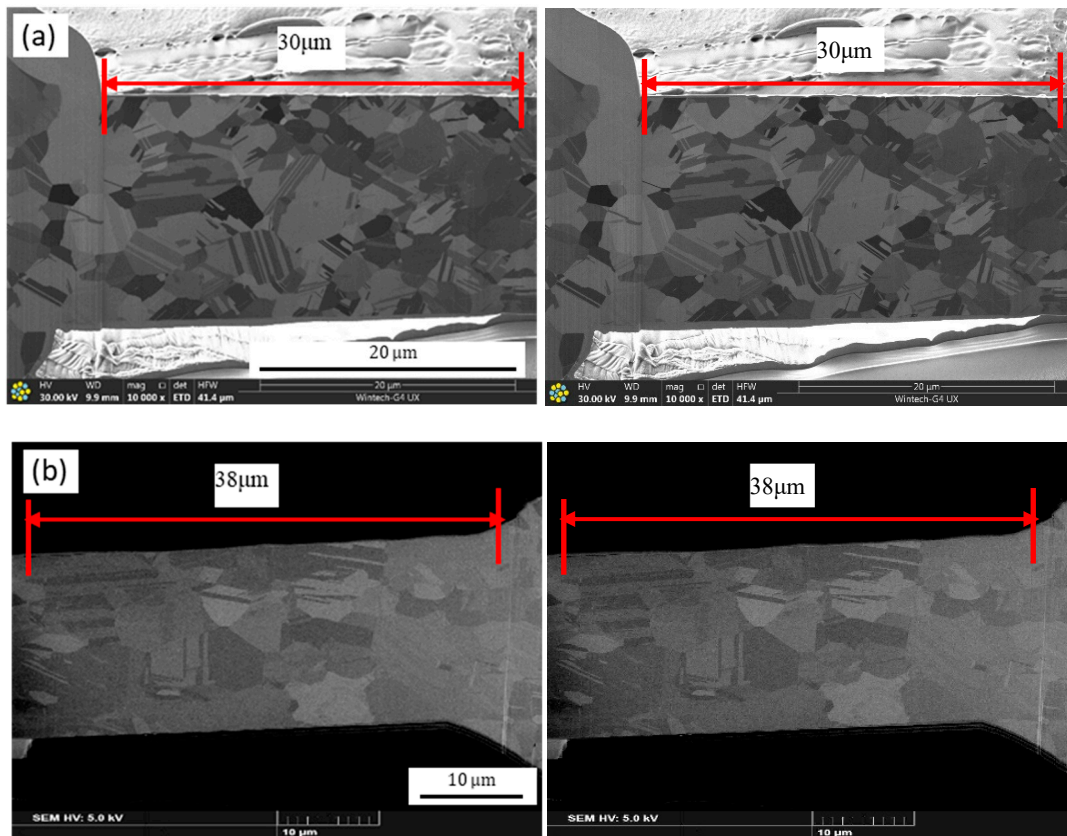 (a)
30μm
30μm
20 μm
HV WD mag □ det HFW
30.00 kV 9.9 mm 10 000 x ETD 41.4 μm
20 μm
Wintech-G4 UX
HV WD mag □ det HFW
30.00 kV 9.9 mm 10 000 x ETD 41.4 μm
20 μm
Wintech-G4 UX
(b)
38μm
38μm
10 μm
SEM HV: 5.0 kV
10 μm
SEM HV: 5.0 kV
10 μm